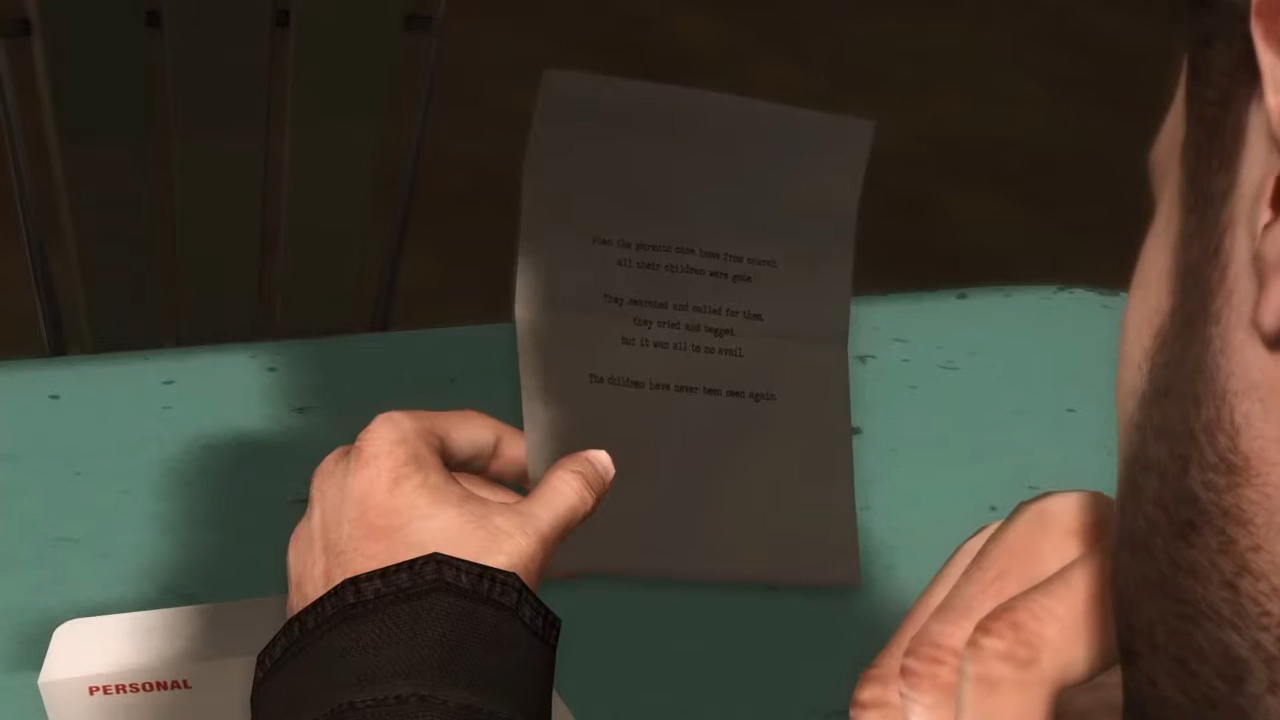 When the parents came home from church,
all their children were gone.
They searched and called for them,
they cried and begged,
but it was all to no avail.
The children have never been seen again.
PERSONAL